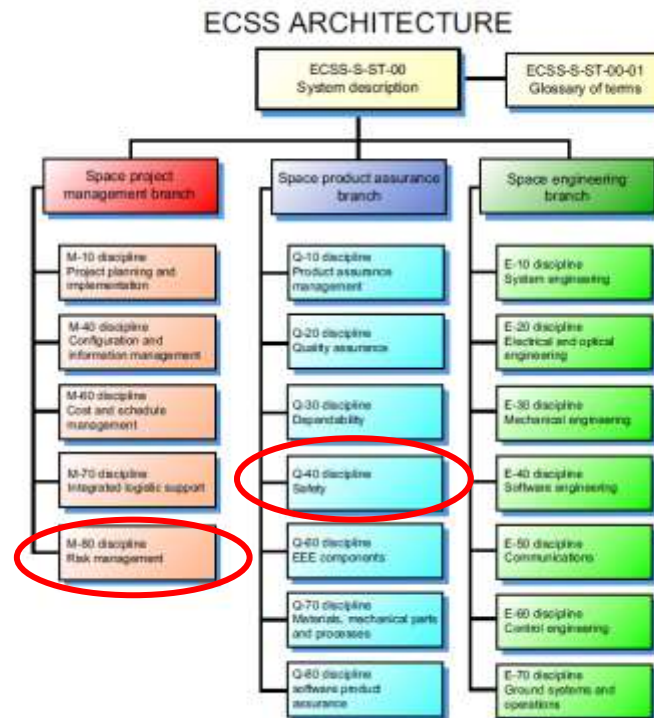 ECSS ARCHITECTURE
ECSS-S-ST-00
System description
ECSS-S-ST-00-01
Glossary of terms
Space project
management branch
M-10 discipline
Project planning and
implementation
M-40 discipline
Configuration and
information management
M-60 discipline
Cost and schedule
management
M-70 discipline
Integrated logistic support
M-80 discipline
Risk management
Space product assurance
branch
Q-10 discipline
Product assurance
management
Q-20 discipline
Quality assurance
Q-30 discipline
Dependability
Q-40 discipline
Safety
Q-60 discipline
EEE components
Q-70 discipline
Materials, mechanical parts
and processes
Q-80 discipline
software product
assurance
Space engineering
branch
E-10 discipline
System engineering
E-20 discipline
Electrical and optical
engineering
E-30 discipline
Mechanical engineering
E-40 discipline
Software engineering
E-50 discipline
Communications
E-60 discipline
Control engineering
E-70 discipline
Ground systems and
operations